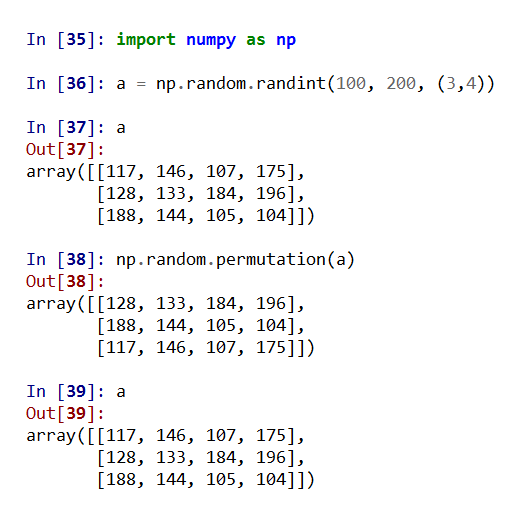 In [35]: import numpy as np
In [36]: a = np.random.randint(100, 200, (3,4))
In [37]: a
Out[37]:
array([[117, 146, 107, 175],
       [128, 133, 184, 196],
       [188, 144, 105, 104]])
In [38]: np.random.permutation(a)
Out[38]:
array([[128, 133, 184, 196],
       [188, 144, 105, 104],
       [117, 146, 107, 175]])
In [39]: a
Out[39]:
array([[117, 146, 107, 175],
       [128, 133, 184, 196],
       [188, 144, 105, 104]])